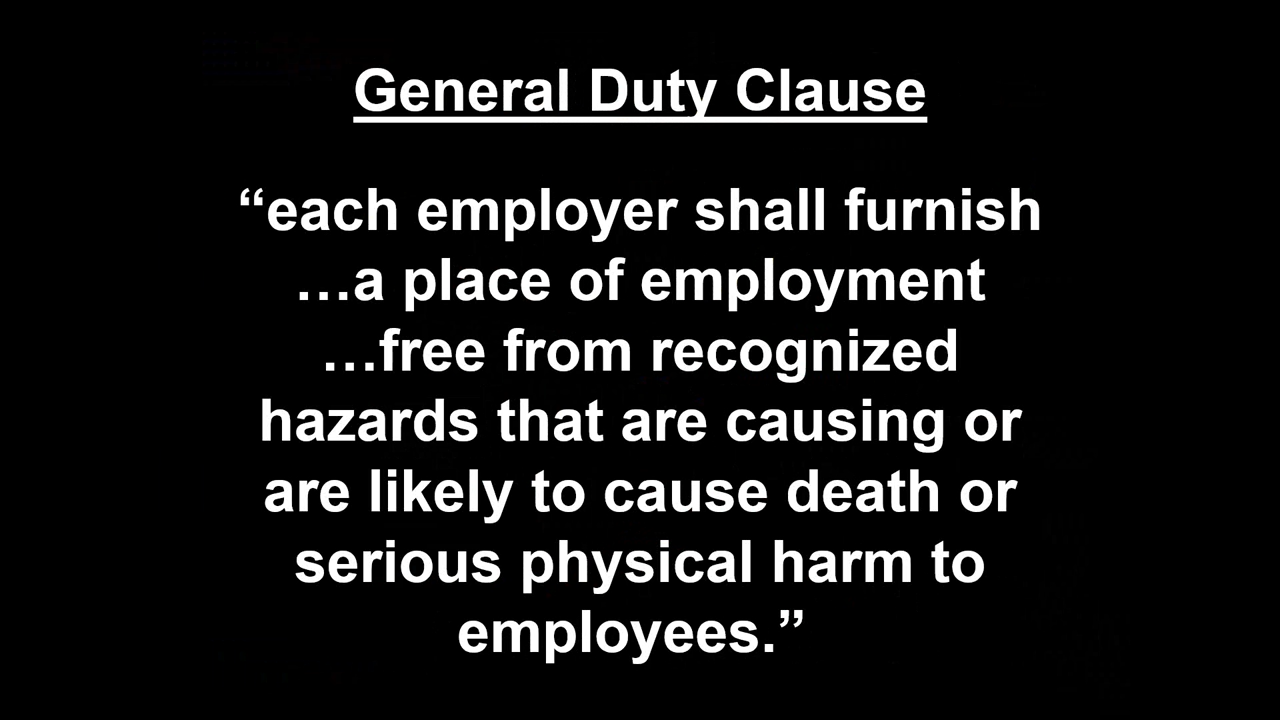 General Duty Clause
“each employer shall furnish
…a place of employment
…free from recognized
hazards that are causing or
are likely to cause death or
serious physical harm to
employees.”